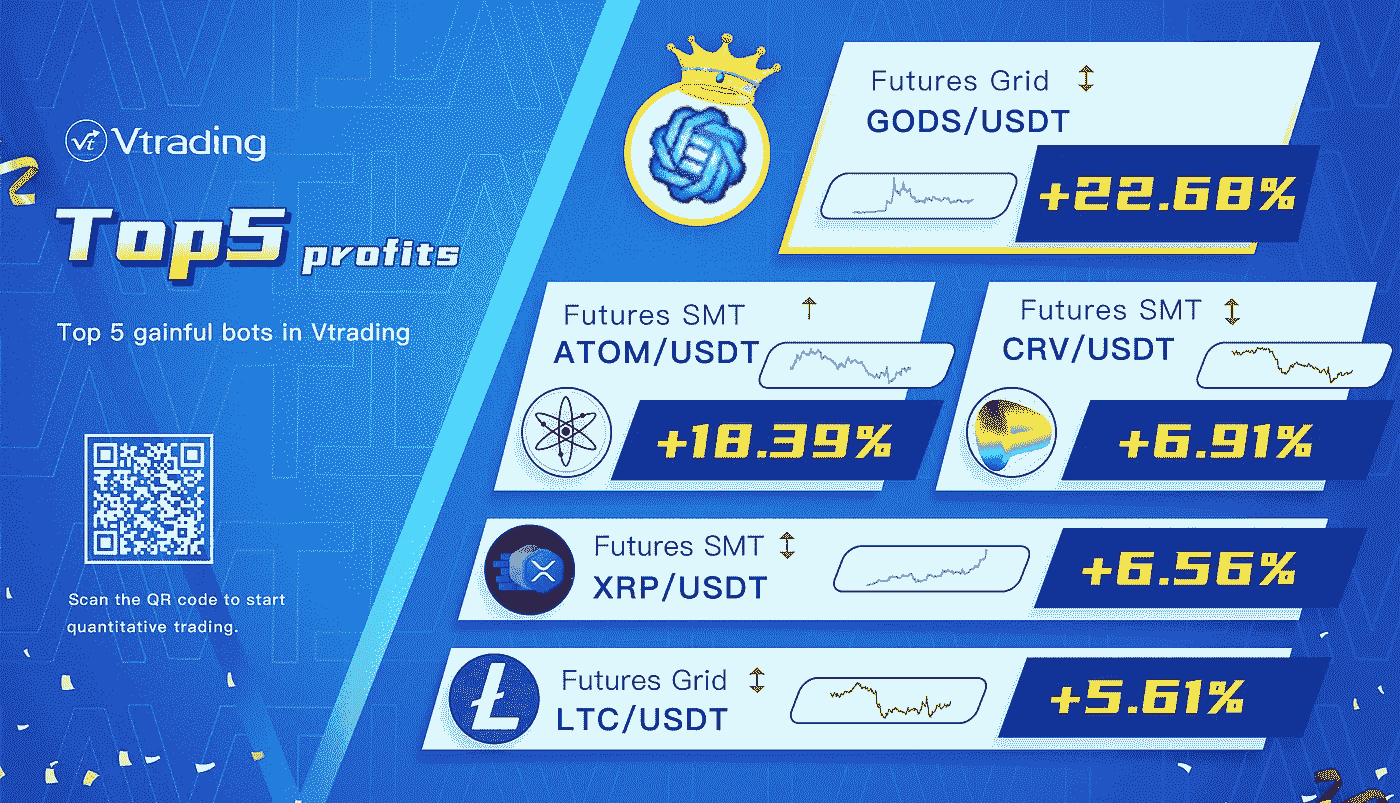 Vtrading
Top5 profits
Top 5 gainful bots in Vtrading
Scan the QR code to start
quantitative trading.
Futures Grid
GODS/USDT
+22.68%
Futures SMT
ATOM/USDT
+18.39%
Futures SMT
CRV/USDT
+6.91%
Futures SMT
XRP/USDT
+6.56%
Futures Grid
LTC/USDT
+5.61%